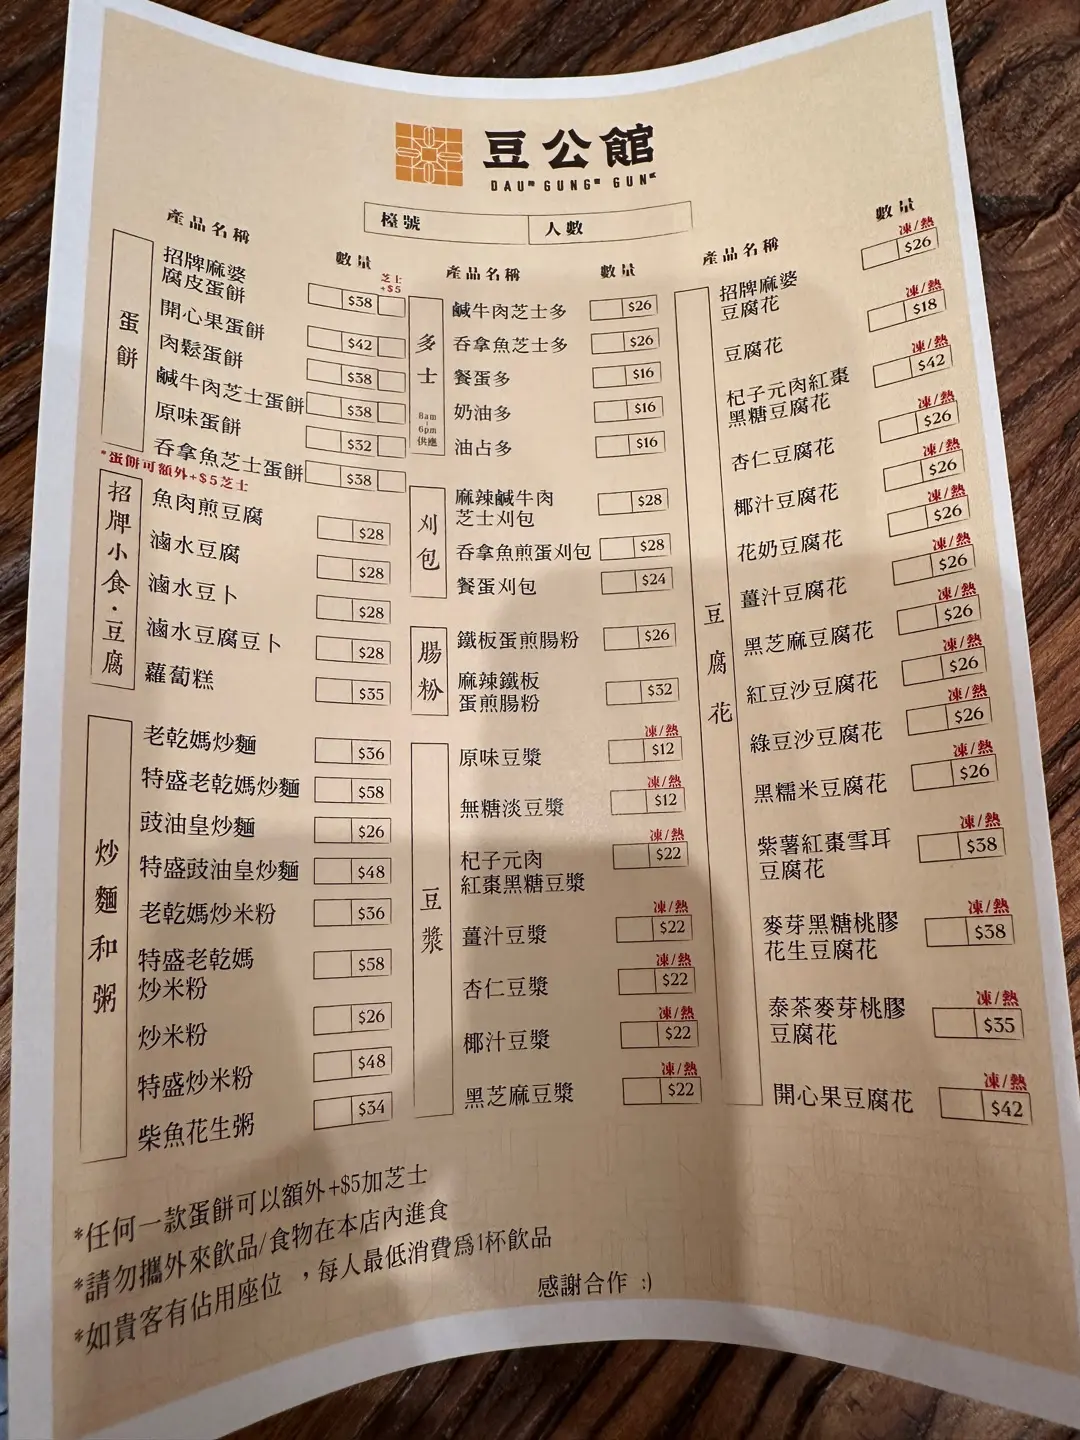 豆公館
DAU GUNG GUN
檯號
人數
產品名稱
數量
芝士
+$5
蛋餅
招牌麻婆
腐皮蛋餅
$38
開心果蛋餅
$42
肉鬆蛋餅
$38
鹹牛肉芝士蛋餅
$38
原味蛋餅
$32
吞拿魚芝士蛋餅
$38
*蛋餅可額外+$5芝士
招牌小食·豆腐
魚肉煎豆腐
$28
滷水豆腐
$28
滷水豆卜
$28
滷水豆腐豆卜
$28
蘿蔔糕
$35
炒麵和粥
老乾媽炒麵
$36
特盛老乾媽炒麵
$58
豉油皇炒麵
$26
特盛豉油皇炒麵
$48
老乾媽炒米粉
$36
特盛老乾媽
炒米粉
$58
炒米粉
$26
特盛炒米粉
$48
柴魚花生粥
$34
產品名稱
數量
多士
8am
-
6pm
供應
鹹牛肉芝士多
$26
吞拿魚芝士多
$26
餐蛋多
$16
奶油多
$16
油占多
$16
刈包
麻辣鹹牛肉
芝士刈包
$28
吞拿魚煎蛋刈包
$28
餐蛋刈包
$24
腸粉
鐵板蛋煎腸粉
$26
麻辣鐵板
蛋煎腸粉
$32
豆漿
原味豆漿
凍/熱
$12
無糖淡豆漿
凍/熱
$12
杞子元肉
紅棗黑糖豆漿
凍/熱
$22
薑汁豆漿
凍/熱
$22
杏仁豆漿
凍/熱
$22
椰汁豆漿
凍/熱
$22
黑芝麻豆漿
凍/熱
$22
產品名稱
數量
豆腐花
招牌麻婆
豆腐花
凍/熱
$26
豆腐花
凍/熱
$18
杞子元肉紅棗
黑糖豆腐花
凍/熱
$42
杏仁豆腐花
凍/熱
$26
椰汁豆腐花
凍/熱
$26
花奶豆腐花
凍/熱
$26
薑汁豆腐花
凍/熱
$26
黑芝麻豆腐花
凍/熱
$26
紅豆沙豆腐花
凍/熱
$26
綠豆沙豆腐花
凍/熱
$26
黑糯米豆腐花
凍/熱
$26
紫薯紅棗雪耳
豆腐花
凍/熱
$38
麥芽黑糖桃膠
花生豆腐花
凍/熱
$38
泰茶麥芽桃膠
豆腐花
凍/熱
$35
開心果豆腐花
凍/熱
$42
*任何一款蛋餅可以額外+$5加芝士
*請勿攜外來飲品/食物在本店內進食
*如貴客有佔用座位，每人最低消費為1杯飲品
感謝合作 :)